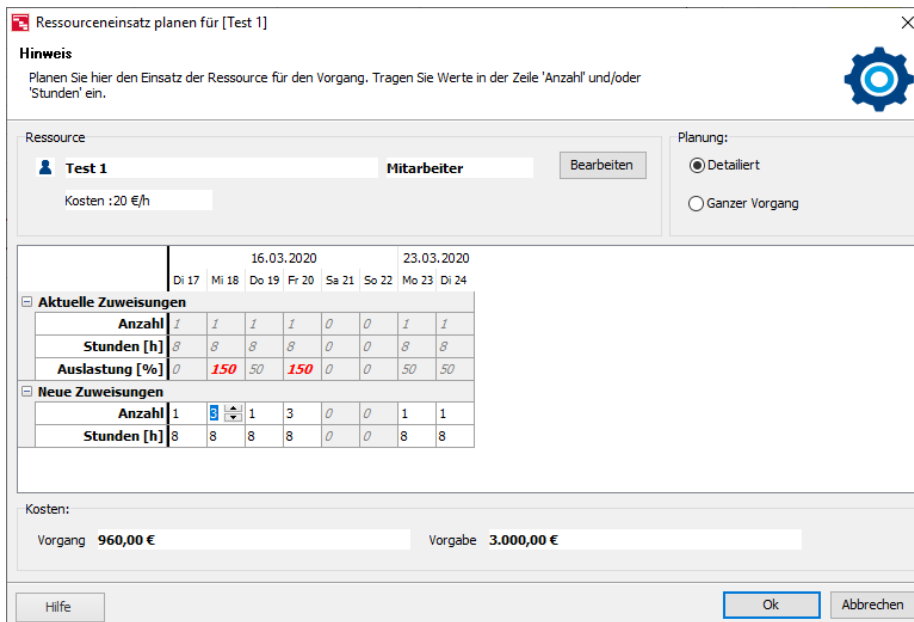 Ressourceneinsatz planen für [Test 1]
Hinweis
Planen Sie hier den Einsatz der Ressource für den Vorgang. Tragen Sie Werte in der Zeile 'Anzahl' und/oder
'Stunden' ein.
Ressource
Test 1 Mitarbeiter Bearbeiten
Kosten :20 €/h
Planung:
Detailiert
Ganzer Vorgang
16.03.2020 23.03.2020
Di 17 Mi 18 Do 19 Fr 20 Sa 21 So 22 Mo 23 Di 24
Aktuelle Zuweisungen
Anzahl 1 1 1 1 0 0 1 1
Stunden [h] 8 8 8 8 0 0 8 8
Auslastung [%] 0 150 50 150 0 0 50 50
Neue Zuweisungen
Anzahl 1 3 1 3 0 0 1 1
Stunden [h] 8 8 8 8 0 0 8 8
Kosten:
Vorgang 960,00 € Vorgabe 3.000,00 €
Hilfe Ok Abbrechen